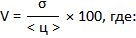 V = σ / < ц > × 100, где: